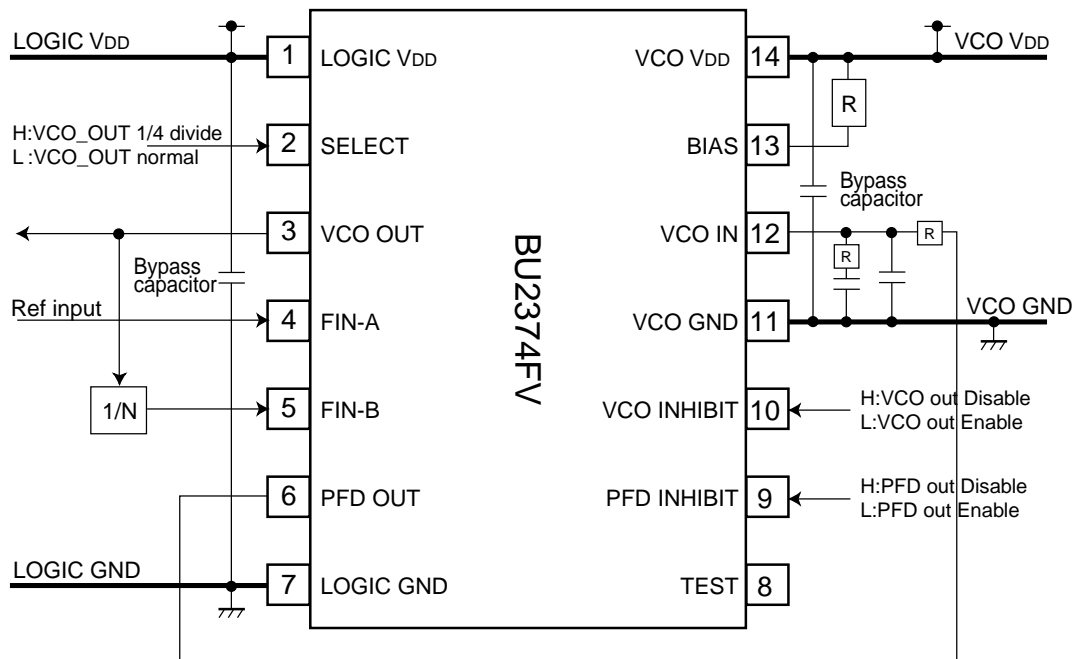 LOGIC VDD
1 LOGIC VDD
VCO VDD 14
VCO VDD
R
H:VCO_OUT 1/4 divide
L :VCO_OUT normal
2 SELECT
BIAS 13
Bypass
capacitor
3 VCO OUT
VCO IN 12
R
R
Bypass
capacitor
BU2374FV
Ref input
4 FIN-A
VCO GND 11
VCO GND
1/N
5 FIN-B
VCO INHIBIT 10
H:VCO out Disable
L:VCO out Enable
6 PFD OUT
PFD INHIBIT 9
H:PFD out Disable
L:PFD out Enable
LOGIC GND
7 LOGIC GND
TEST 8